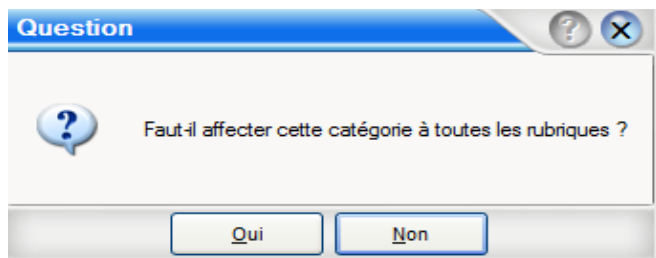 Question
Faut-il affecter cette catégorie à toutes les rubriques ?
Oui
Non